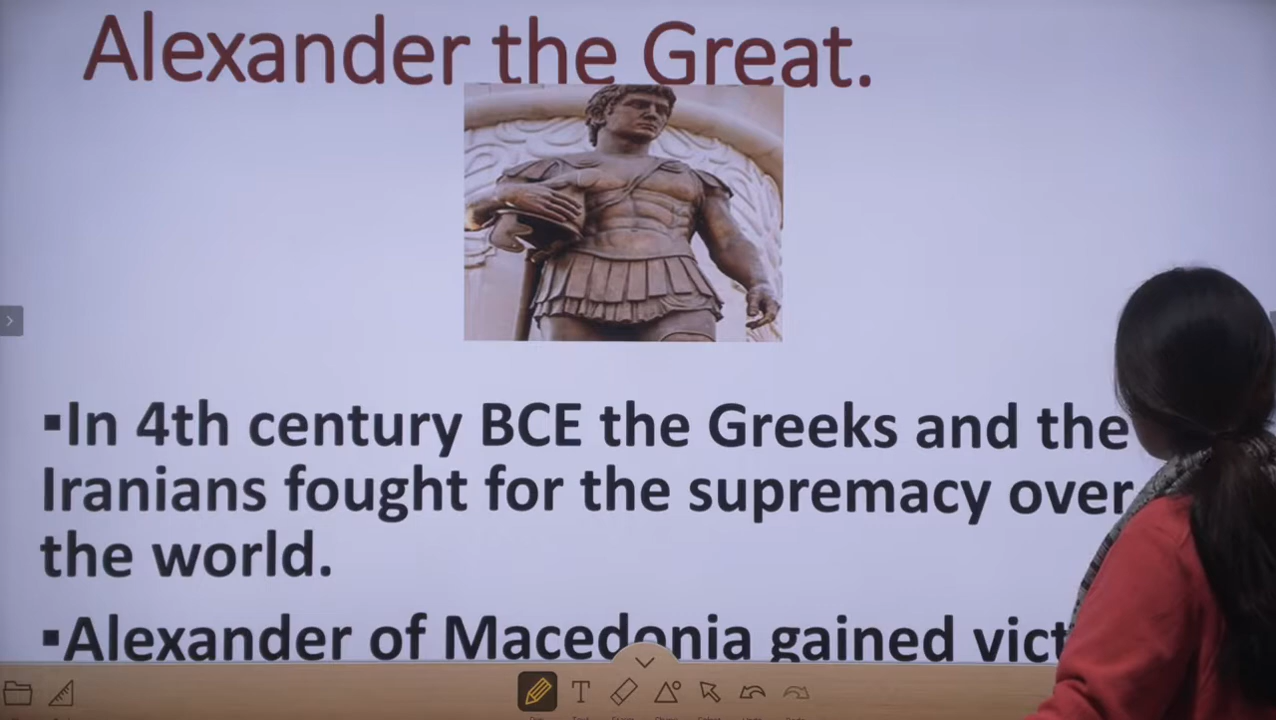 Alexander the Great.
▪In 4th century BCE the Greeks and the
Iranians fought for the supremacy over
the world.
▪Alexander of Macedonia gained
T